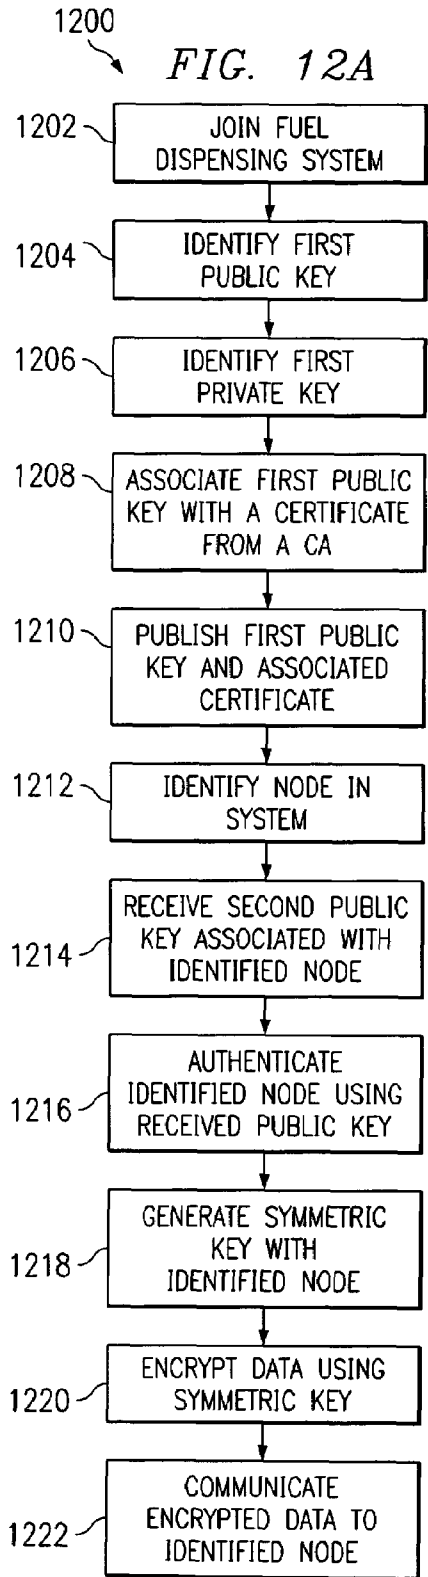 1200
FIG. 12A
1202
JOIN FUEL
DISPENSING SYSTEM
1204
IDENTIFY FIRST
PUBLIC KEY
1206
IDENTIFY FIRST
PRIVATE KEY
1208
ASSOCIATE FIRST PUBLIC
KEY WITH A CERTIFICATE
FROM A CA
1210
PUBLISH FIRST PUBLIC
KEY AND ASSOCIATED
CERTIFICATE
1212
IDENTIFY NODE IN
SYSTEM
1214
RECEIVE SECOND PUBLIC
KEY ASSOCIATED WITH
IDENTIFIED NODE
1216
AUTHENTICATE
IDENTIFIED NODE USING
RECEIVED PUBLIC KEY
1218
GENERATE SYMMETRIC
KEY WITH
IDENTIFIED NODE
1220
ENCRYPT DATA USING
SYMMETRIC KEY
1222
COMMUNICATE
ENCRYPTED DATA TO
IDENTIFIED NODE